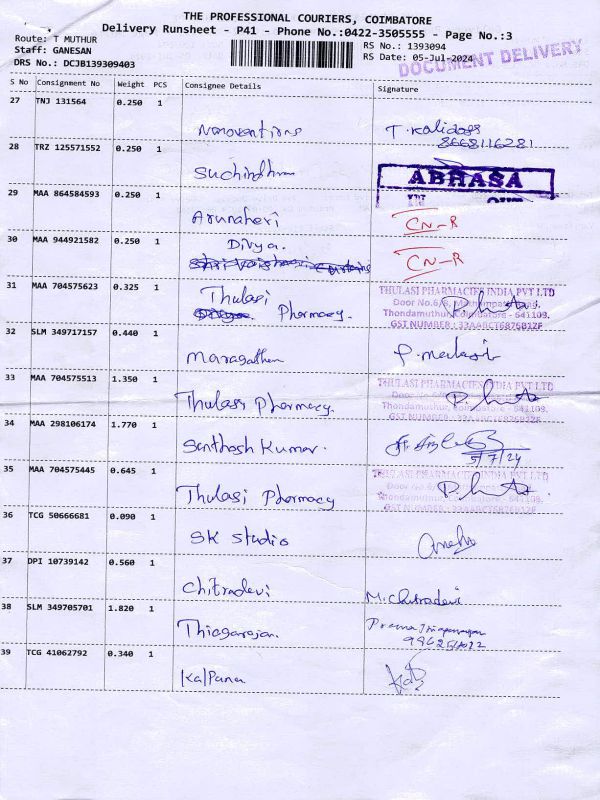 THE PROFESSIONAL COURIERS, COIMBATORE
Delivery Runsheet - P41 - Phone No.:0422-3505555 - Page No.:3
Route: T MUTHUR
RS No.: 1393094
Staff: GANESAN
RS Date: 05-Jul-2024
DRS No.: DCJB139309403
DOCUMENT DELIVERY
S No Consignment No Weight PCS Consignee Details Signature
27 TNJ 131564 0.250 1
T. Kalidoss
8668116281
28 TRZ 125571552 0.250 1
Suchindhran
ABHASA
29 MAA 864584593 0.250 1
CN-R
30 MAA 944921582 0.250 1
Divya.
CN-R
31 MAA 704575623 0.325 1
Thulasi
Pharmacy.
THULASI PHARMACIES INDIA PVT LTD
Thondamuthur, Coimbatore - 641109.
32 SLM 349717157 0.440 1
Maragatham
33 MAA 704575513 1.350 1
Thulasi Pharmacy.
THULASI PHARMACIES INDIA PVT LTD
Thondamuthur, Coimbatore - 641109.
34 MAA 298106174 1.770 1
Santhosh Kumar.
5/7/24
35 MAA 704575445 0.645 1
Thulasi Pharmacy
THULASI PHARMACIES INDIA PVT LTD
Thondamuthur, Coimbatore - 641109.
36 TCG 50666681 0.090 1
SK Studio
37 DPI 10739142 0.560 1
Chitradevi
M. Chitradevi
38 SLM 349705701 1.820 1
Thiagarajan.
Prema
39 TCG 41062792 0.340 1
Kalpana